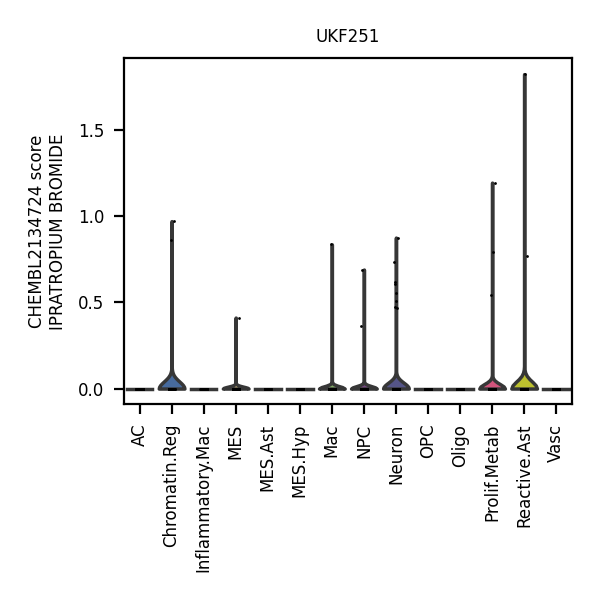 UKF251
CHEMBL2134724 score
IPRATROPIUM BROMIDE
1.5
1.0
0.5
0.0
AC
Chromatin.Reg
Inflammatory.Mac
MES
MES.Ast
MES.Hyp
Mac
NPC
Neuron
OPC
Oligo
Prolif.Metab
Reactive.Ast
Vasc